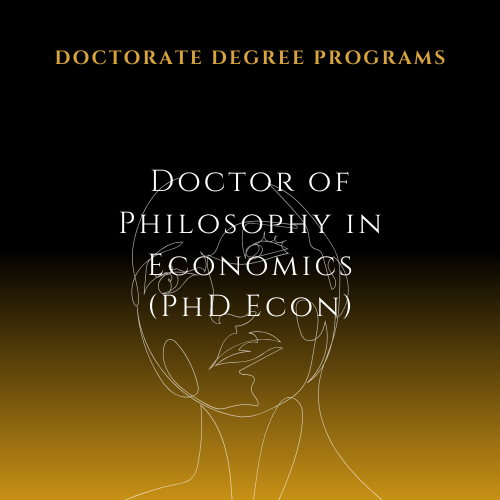 DOCTORATE DEGREE PROGRAMS
Doctor of
Philosophy in
Economics
(PhD Econ)